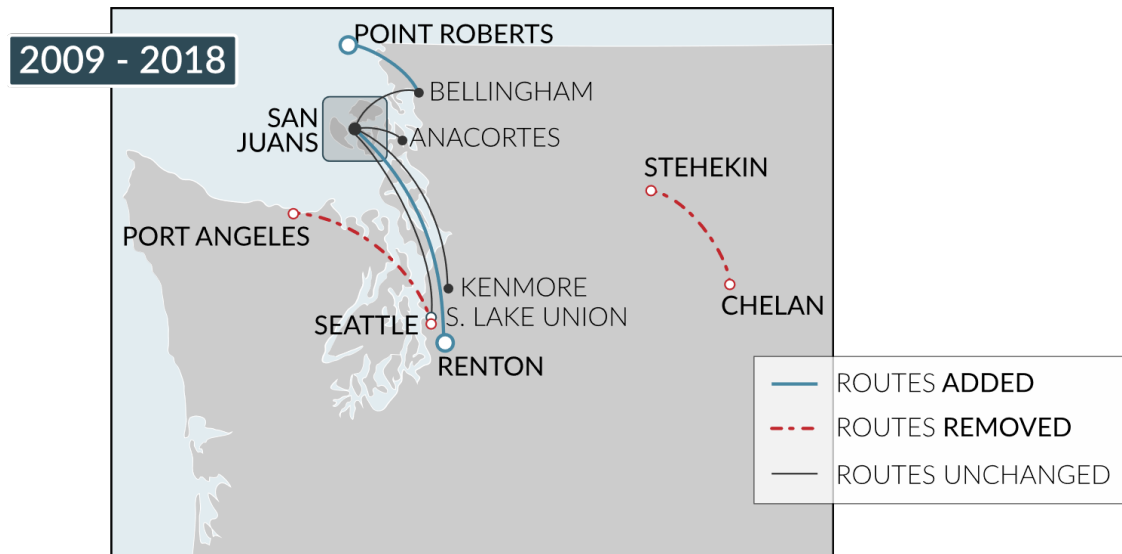 2009 - 2018
POINT ROBERTS
BELLINGHAM
SAN
JUANS
ANACORTES
STEHEKIN
PORT ANGELES
KENMORE
CHELAN
SEATTLE
S. LAKE UNION
RENTON
ROUTES ADDED
ROUTES REMOVED
ROUTES UNCHANGED